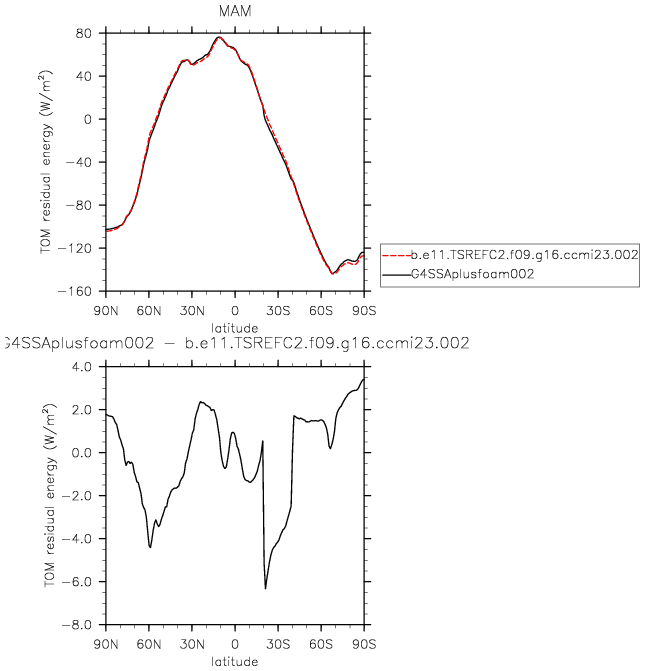 MAM
80
40
0
−40
−80
−120
−160
TOM residual energy (W/m²)
90N 60N 30N 0 30S 60S 90S
latitude
b.e11.TSREFC2.f09.g16.ccmi23.002
G4SSAplusfoam002
G4SSAplusfoam002 − b.e11.TSREFC2.f09.g16.ccmi23.002
4.0
2.0
0.0
−2.0
−4.0
−6.0
−8.0
TOM residual energy (W/m²)
90N 60N 30N 0 30S 60S 90S
latitude